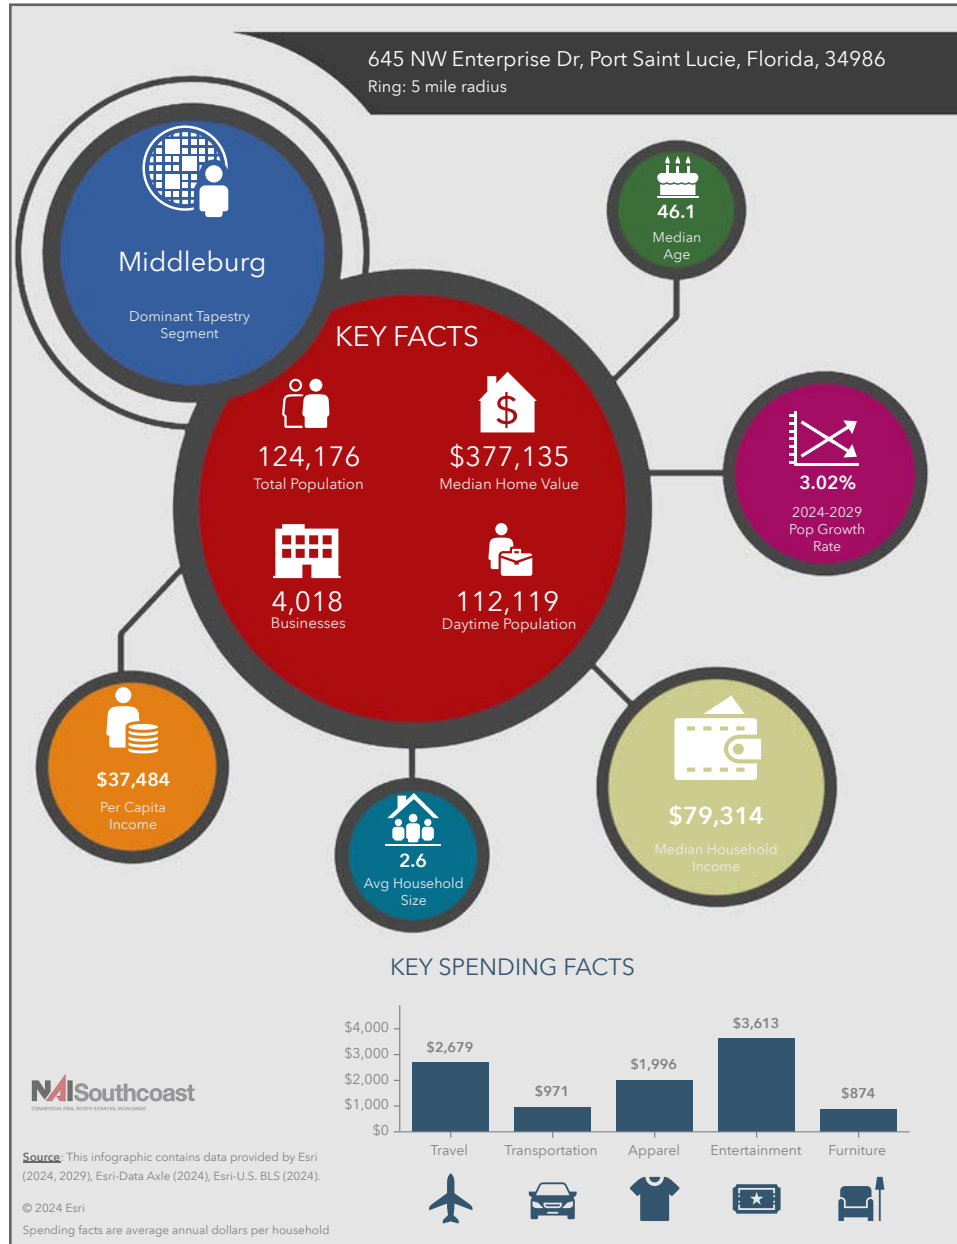 645 NW Enterprise Dr, Port Saint Lucie, Florida, 34986
Ring: 5 mile radius
Middleburg
Dominant Tapestry
Segment
46.1
Median
Age
KEY FACTS
124,176
Total Population
$377,135
Median Home Value
4,018
Businesses
112,119
Daytime Population
3.02%
2024-2029
Pop Growth
Rate
$37,484
Per Capita
Income
2.6
Avg Household
Size
$79,314
Median Household
Income
KEY SPENDING FACTS
$4,000
$3,000
$2,000
$1,000
$0
$2,679
$971
$1,996
$3,613
$874
Travel
Transportation
Apparel
Entertainment
Furniture
NAISouthcoast
COMMERCIAL REAL ESTATE SERVICES, WORLDWIDE
Source: This infographic contains data provided by Esri
(2024, 2029), Esri-Data Axle (2024), Esri-U.S. BLS (2024).
© 2024 Esri
Spending facts are average annual dollars per household